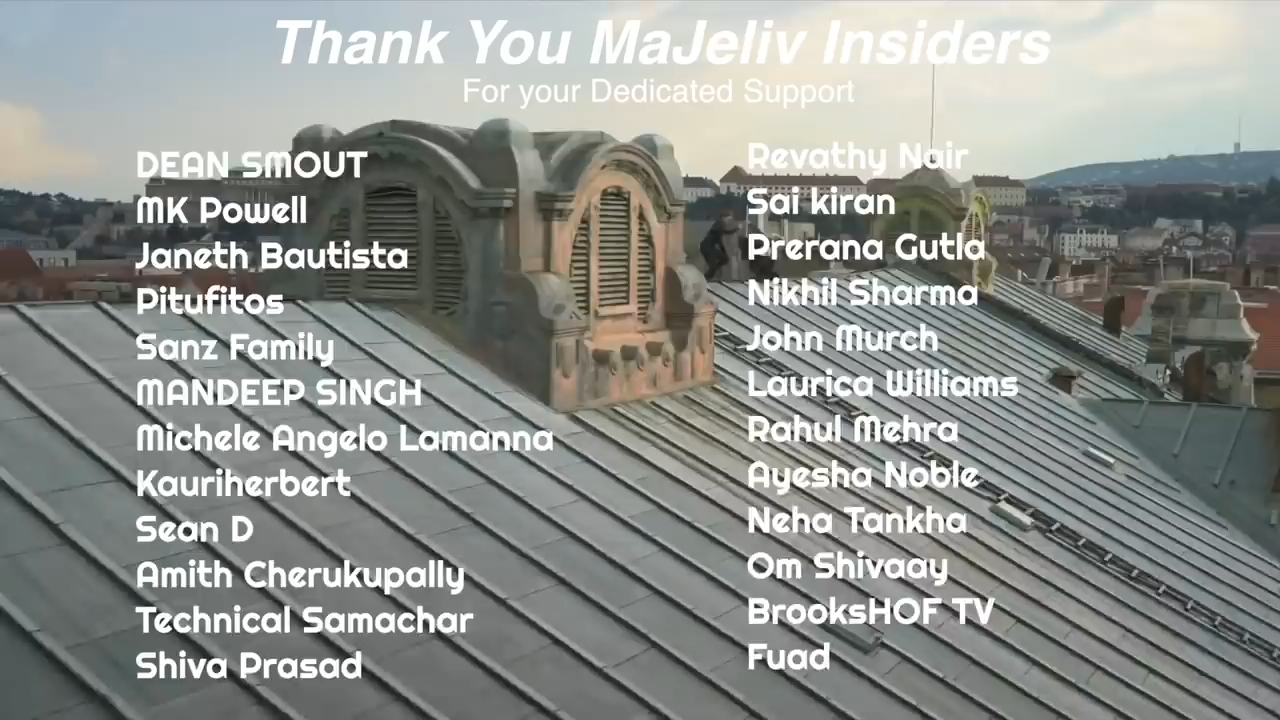 Thank You MaJeliv Insiders
For your Dedicated Support
DEAN SMOUT
MK Powell
Janeth Bautista
Pitufitos
Sanz Family
MANDEEP SINGH
Michele Angelo Lamanna
Kauriherbert
Sean D
Amith Cherukupally
Technical Samachar
Shiva Prasad
Revathy Nair
Sai kiran
Prerana Gutla
Nikhil Sharma
John Murch
Laurica Williams
Rahul Mehra
Ayesha Noble
Neha Tankha
Om Shivaay
BrooksHOF TV
Fuad